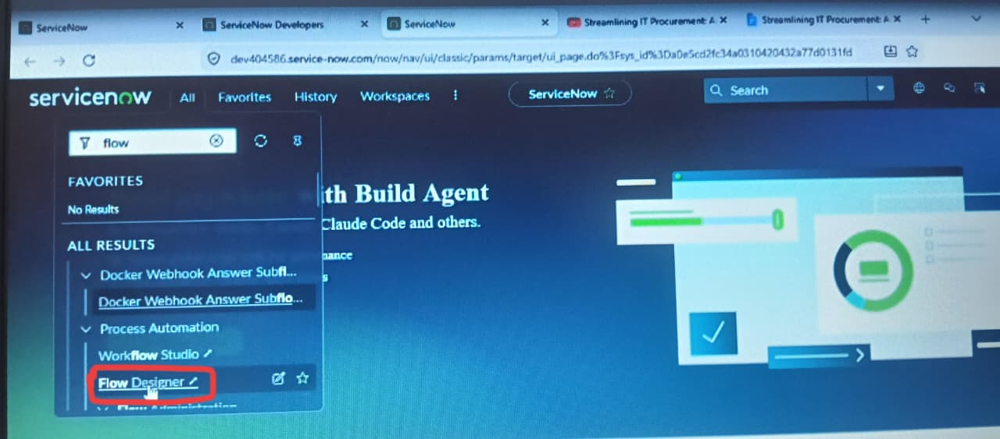 ServiceNow
ServiceNow Developers
ServiceNow
Streamlining IT Procurement: A
Streamlining IT Procurement: A
dev404586.service-now.com/now/nav/ui/classic/params/target/ui_page.do%3Fsys_id%3Da0e5cd2fc34a0310420432a77d0131fd
servicenow
All
Favorites
History
Workspaces
ServiceNow
Search
flow
FAVORITES
No Results
ALL RESULTS
Docker Webhook Answer Subfl...
Docker Webhook Answer Subflo...
Process Automation
Workflow Studio
Flow Designer
ith Build Agent
Claude Code and others.
nance
s